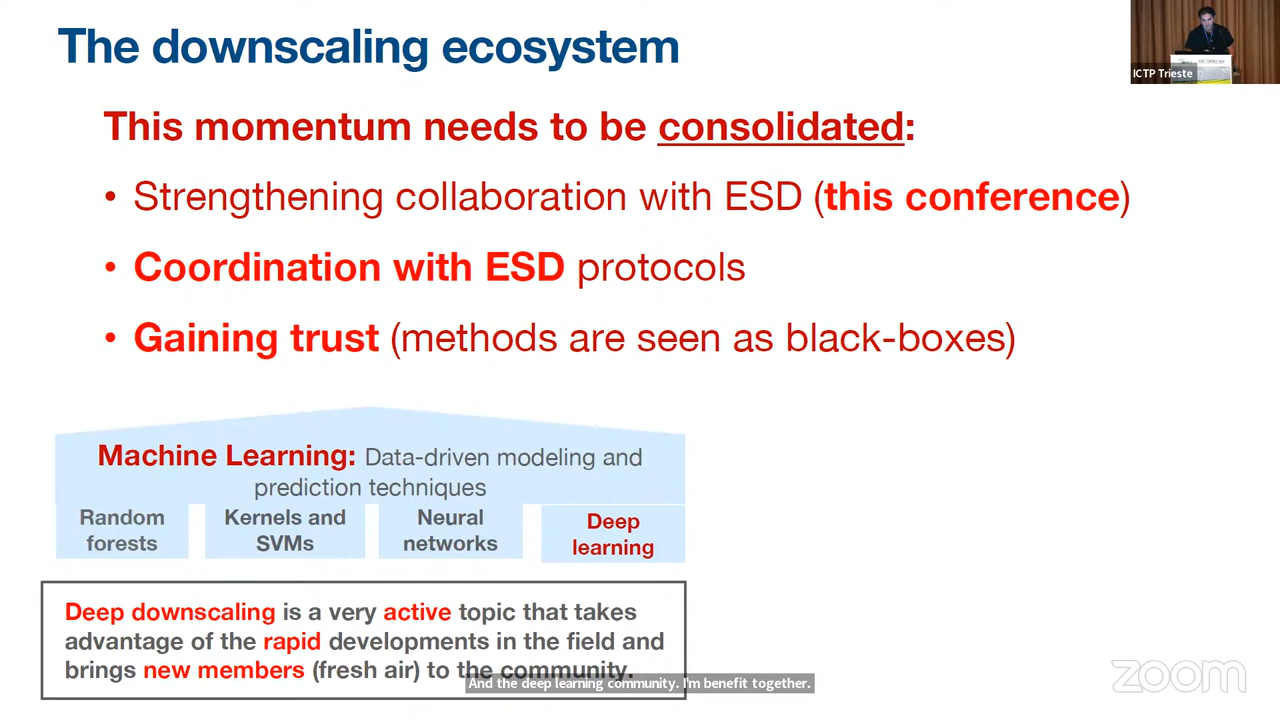 The downscaling ecosystem
ICTP Trieste
This momentum needs to be consolidated:
• Strengthening collaboration with ESD (this conference)
• Coordination with ESD protocols
• Gaining trust (methods are seen as black-boxes)
Machine Learning: Data-driven modeling and
prediction techniques
Random
forests
Kernels and
SVMs
Neural
networks
Deep
learning
Deep downscaling is a very active topic that takes
advantage of the rapid developments in the field and
brings new members (fresh air) to the community.
And the deep learning community. I'm benefit together.
zoom